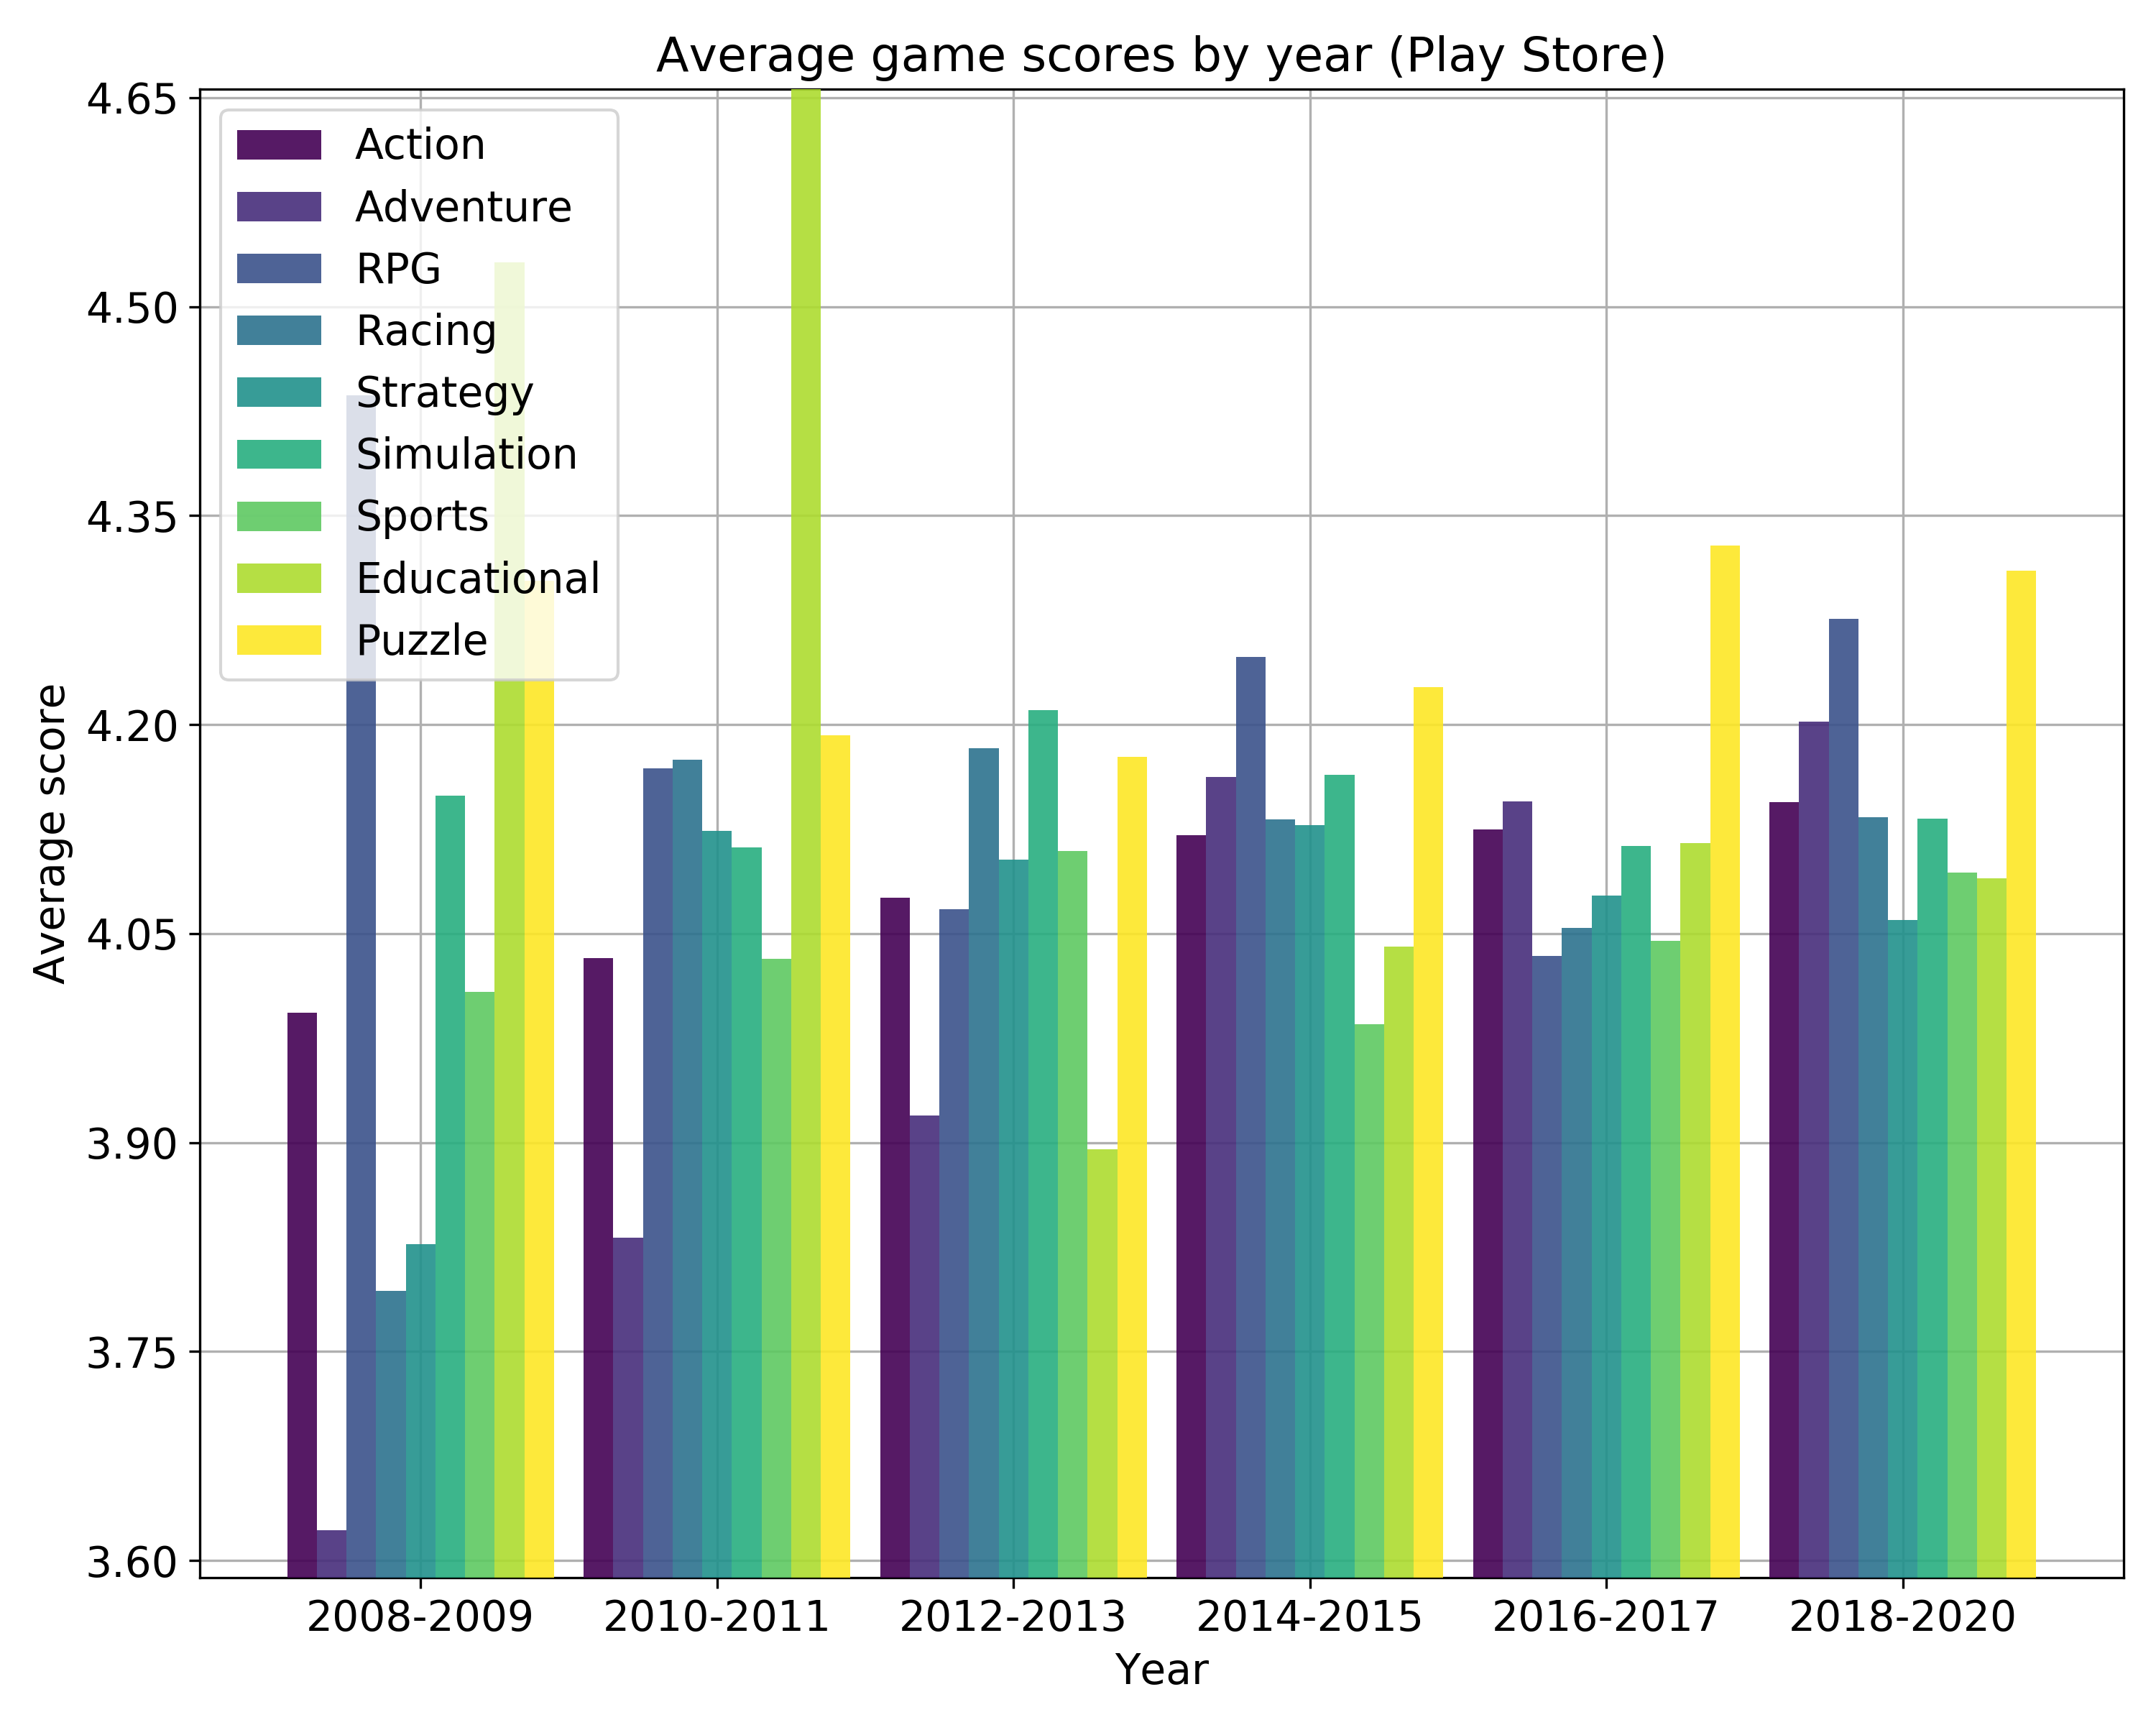 Average game scores by year (Play Store)
4.65
4.50
4.35
4.20
4.05
3.90
3.75
3.60
Average score
Action
Adventure
RPG
Racing
Strategy
Simulation
Sports
Educational
Puzzle
2008-2009 2010-2011 2012-2013 2014-2015 2016-2017 2018-2020
Year